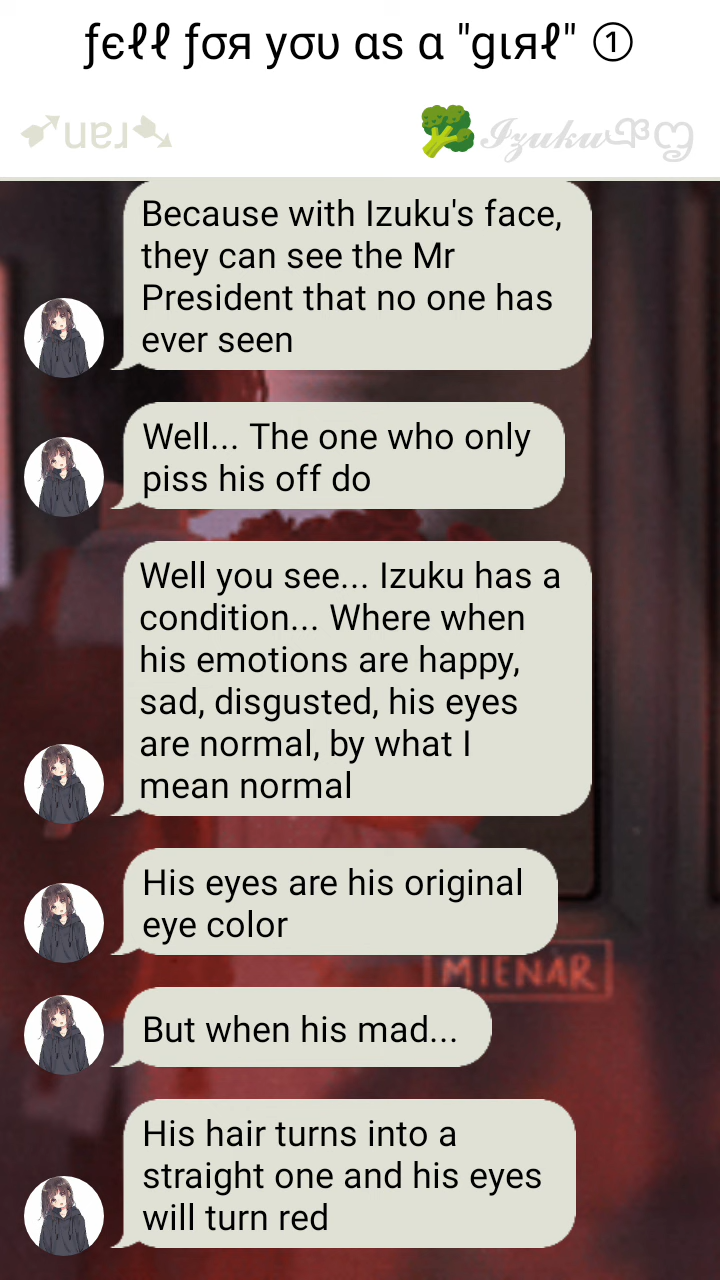 ƒєℓℓ ƒσя уσυ αѕ α "gιяℓ" ①
➶uɐɹ➴
🥦𝓘𝔃𝓾𝓴𝓾ꨄღ
Because with Izuku's face,
they can see the Mr
President that no one has
ever seen
Well... The one who only
piss his off do
Well you see... Izuku has a
condition... Where when
his emotions are happy,
sad, disgusted, his eyes
are normal, by what I
mean normal
His eyes are his original
eye color
MIENAR
But when his mad...
His hair turns into a
straight one and his eyes
will turn red